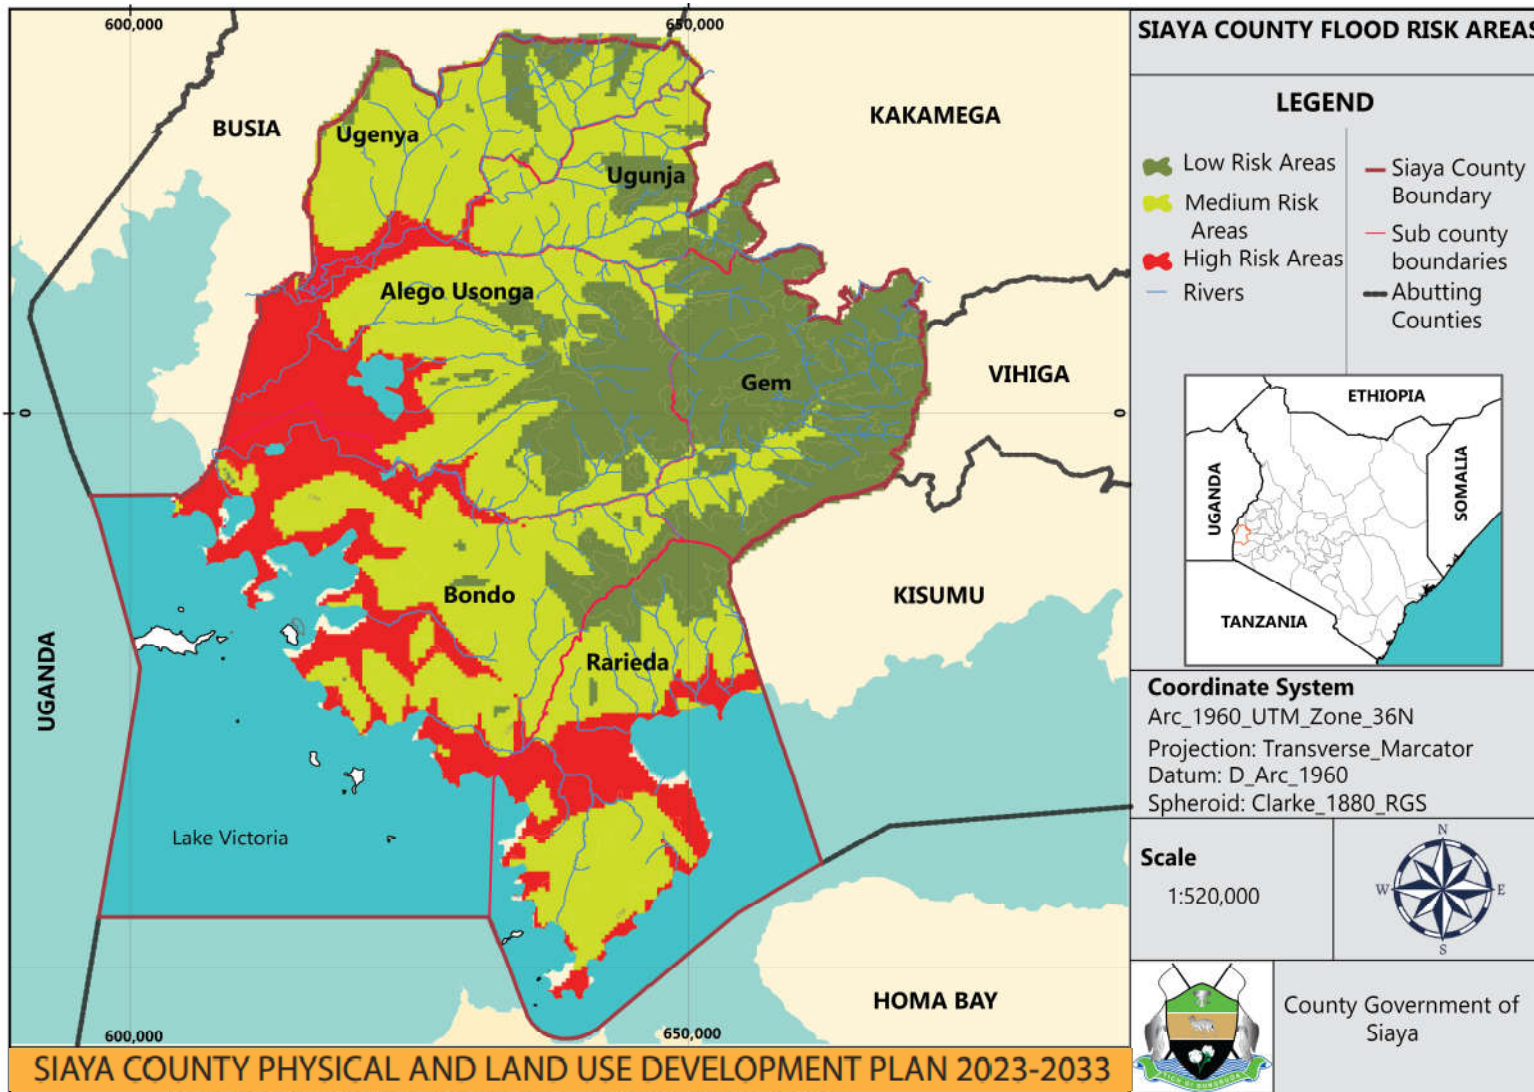 600,000
650,000
BUSIA
KAKAMEGA
Ugenya
Ugunja
Alego Usonga
Gem
VIHIGA
0
0
Bondo
KISUMU
Rarieda
UGANDA
Lake Victoria
HOMA BAY
600,000
650,000
SIAYA COUNTY PHYSICAL AND LAND USE DEVELOPMENT PLAN 2023-2033
SIAYA COUNTY FLOOD RISK AREAS
LEGEND
Low Risk Areas
Medium Risk
Areas
High Risk Areas
Rivers
Siaya County
Boundary
Sub county
boundaries
Abutting
Counties
ETHIOPIA
UGANDA
SOMALIA
TANZANIA
Coordinate System
Arc_1960_UTM_Zone_36N
Projection: Transverse_Marcator
Datum: D_Arc_1960
Spheroid: Clarke_1880_RGS
Scale
1:520,000
N
W
E
S
County Government of
Siaya